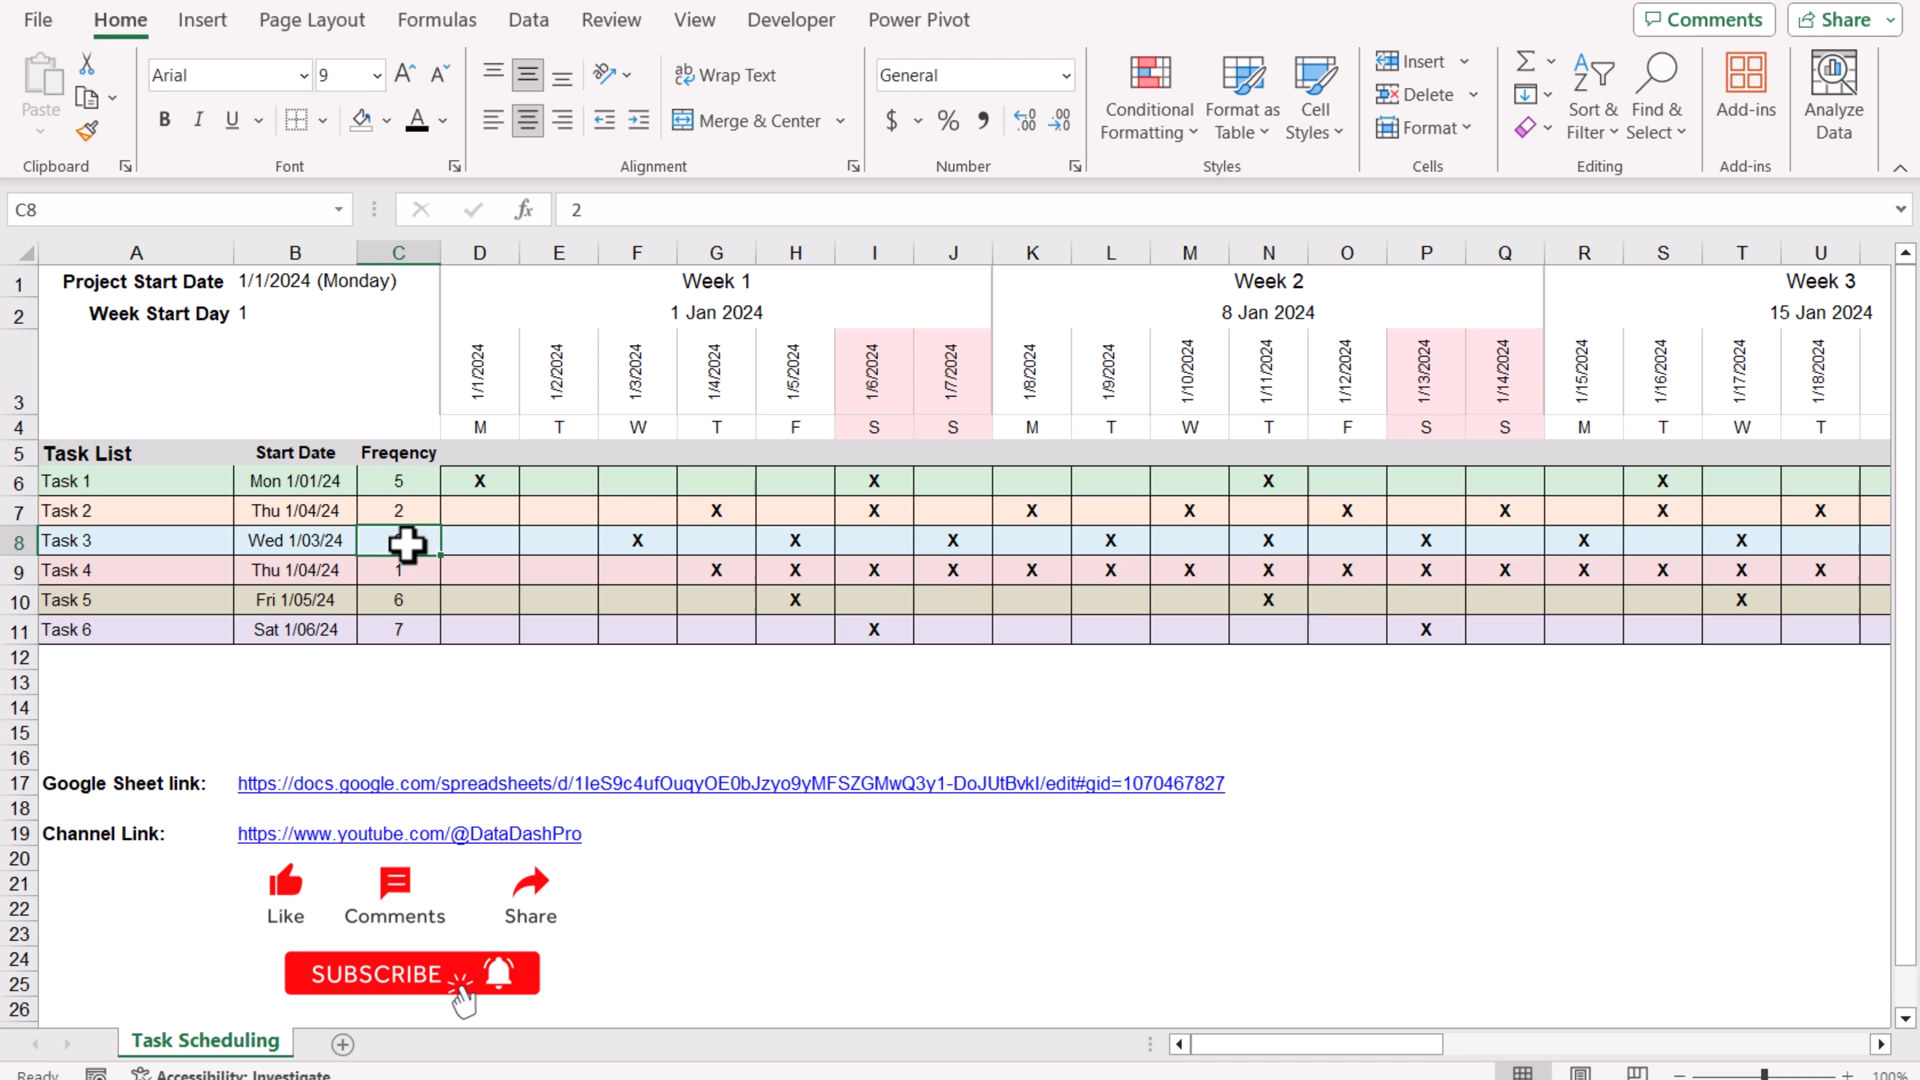 File Home Insert Page Layout Formulas Data Review View Developer Power Pivot Comments Share
Arial 9 Wrap Text General Insert
Paste Conditional Format as Cell Delete Sort & Find & Add-ins Analyze
B I U A Merge & Center $ % Formatting Table Styles Format Filter Select Data
Clipboard Font Alignment Number Styles Cells Editing Add-ins
C8 fx 2
A B C D E F G H I J K L M N O P Q R S T U
1 Project Start Date 1/1/2024 (Monday) Week 1 Week 2 Week 3
2 Week Start Day 1 1 Jan 2024 8 Jan 2024 15 Jan 2024
3 1/1/2024 1/2/2024 1/3/2024 1/4/2024 1/5/2024 1/6/2024 1/7/2024 1/8/2024 1/9/2024 1/10/2024 1/11/2024 1/12/2024 1/13/2024 1/14/2024 1/15/2024 1/16/2024 1/17/2024 1/18/2024
4 M T W T F S S M T W T F S S M T W T
5 Task List Start Date Freqency
6 Task 1 Mon 1/01/24 5 X X X X
7 Task 2 Thu 1/04/24 2 X X X X X X X X
8 Task 3 Wed 1/03/24 X X X X X X X X
9 Task 4 Thu 1/04/24 1 X X X X X X X X X X X X X X X
10 Task 5 Fri 1/05/24 6 X X X
11 Task 6 Sat 1/06/24 7 X X
12
13
14
15
16
17 Google Sheet link: https://docs.google.com/spreadsheets/d/1IeS9c4ufOuqyOE0bJzyo9yMFSZGMwQ3y1-DoJUtBvkI/edit#gid=1070467827
18
19 Channel Link: https://www.youtube.com/@DataDashPro
20
21
22 Like Comments Share
23
24 SUBSCRIBE
25
26
Task Scheduling
Ready Accessibility: Investigate 100%